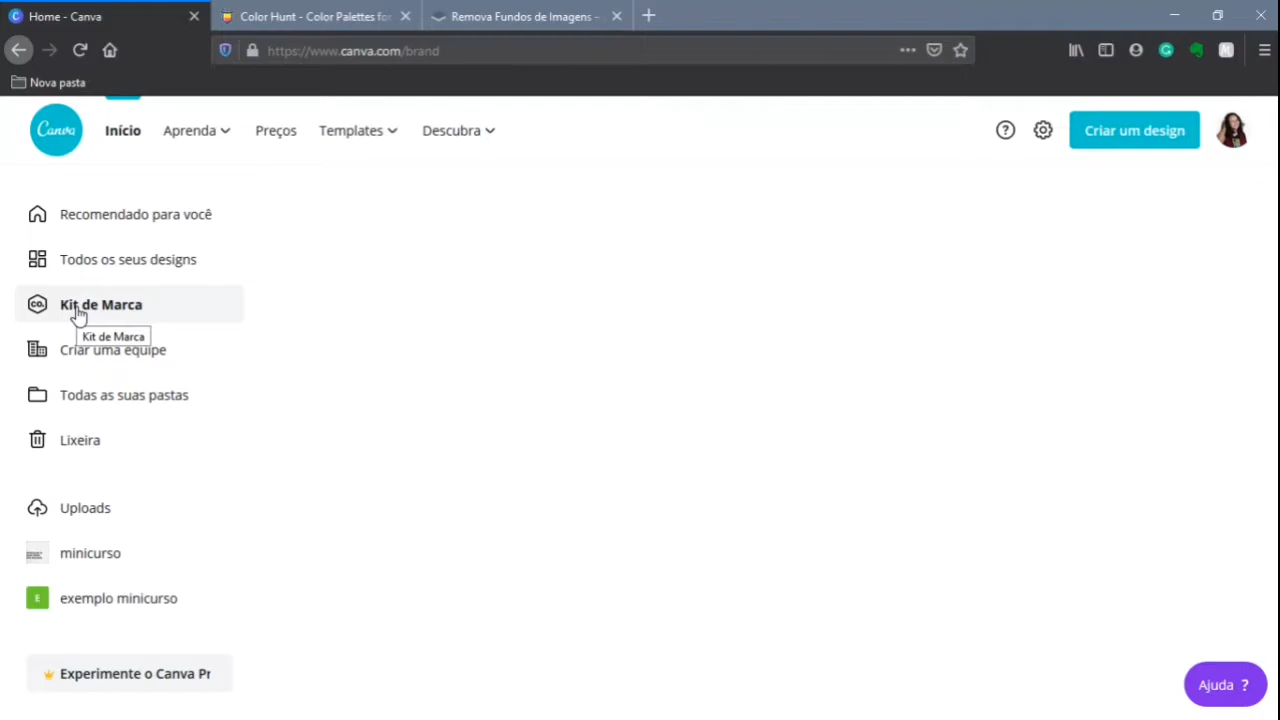 Home - Canva
Color Hunt - Color Palettes for
Remova Fundos de Imagens –
https://www.canva.com/brand
Nova pasta
Canva
Início
Aprenda
Preços
Templates
Descubra
Criar um design
Recomendado para você
Todos os seus designs
CO.
Kit de Marca
Kit de Marca
Criar uma equipe
Todas as suas pastas
Lixeira
Uploads
minicurso
E
exemplo minicurso
Experimente o Canva Pr
Ajuda ?